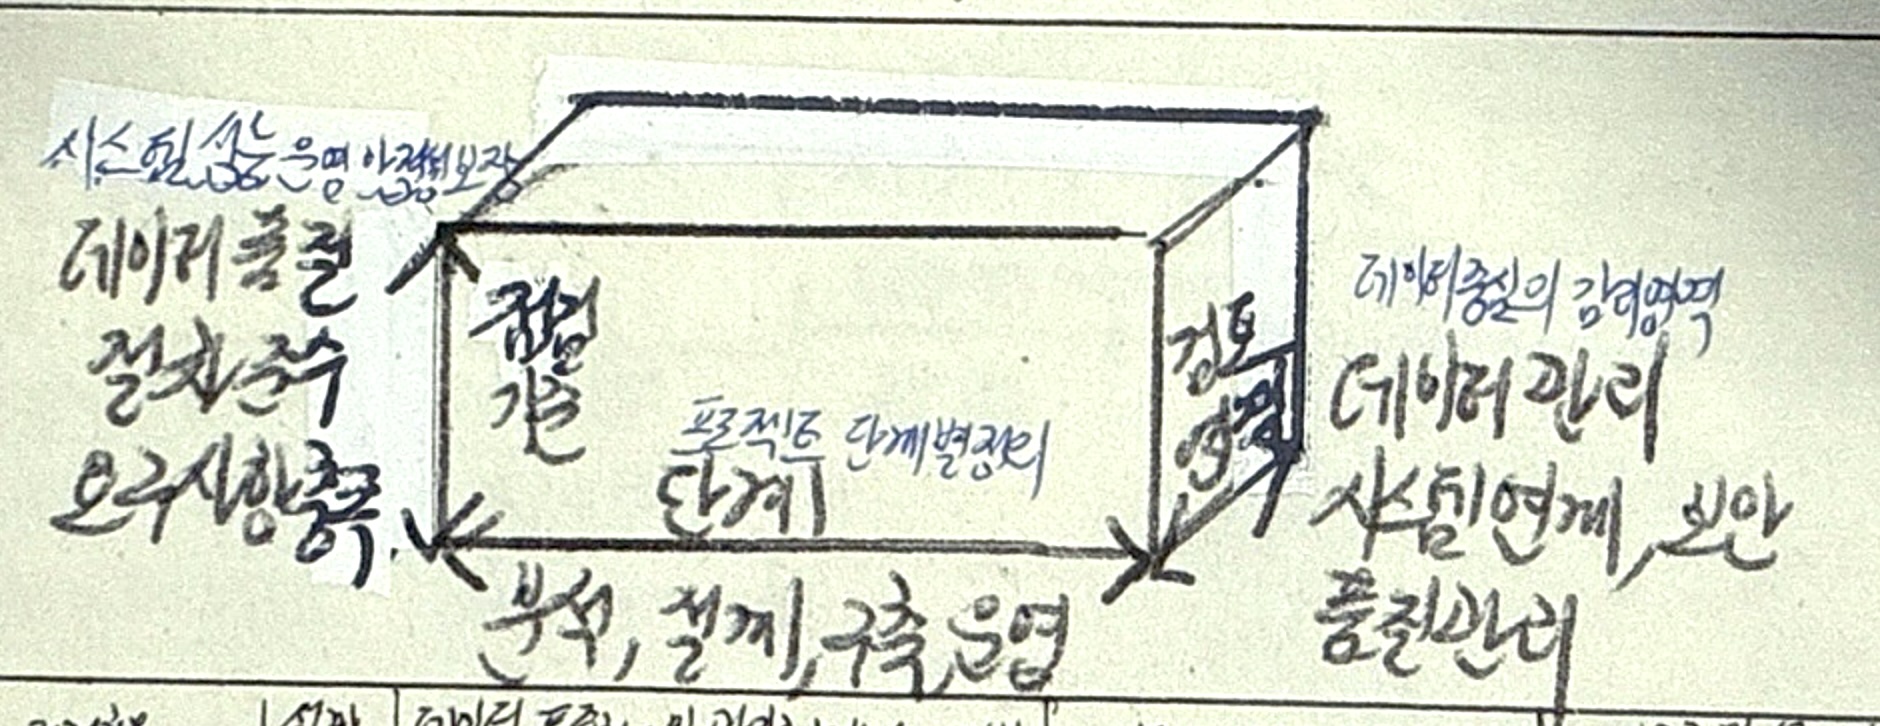 시스템 성능 운영 안정성 보장
데이터 품질
절차준수
요구사항충족
점검
기준
프로젝트 단계별정의
단계
분석, 설계, 구축, 운영
검토
영역
데이터중심의 감리영역
데이터 관리
시스템연계, 보안
품질관리